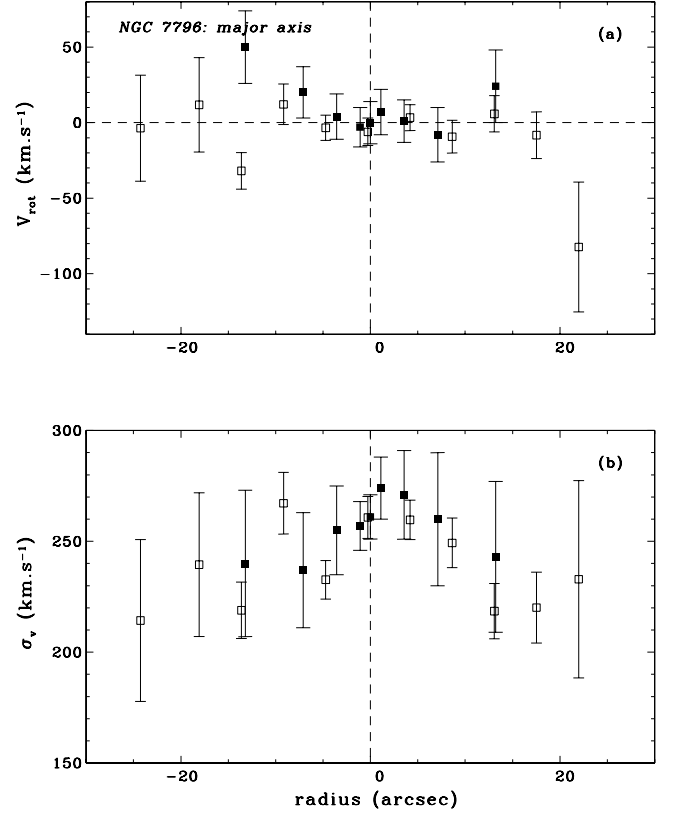 NGC 7796: major axis
(a)
50
0
−50
−100
V_rot (km.s⁻¹)
−20 0 20
300
(b)
250
200
150
σ_v (km.s⁻¹)
−20 0 20
radius (arcsec)